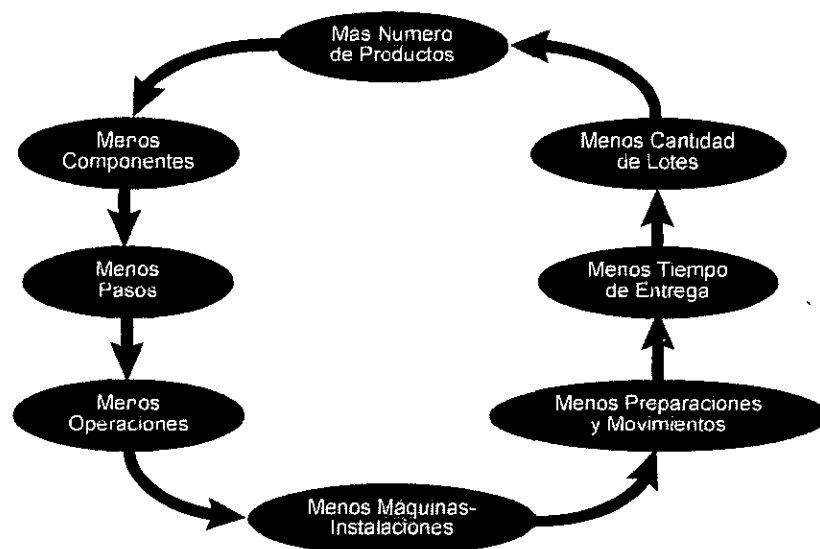 Más Numero
de Productos
Menos
Componentes
Menos
Pasos
Menos
Operaciones
Menos Máquinas-
Instalaciones
Menos Preparaciones
y Movimientos
Menos Tiempo
de Entrega
Menos Cantidad
de Lotes